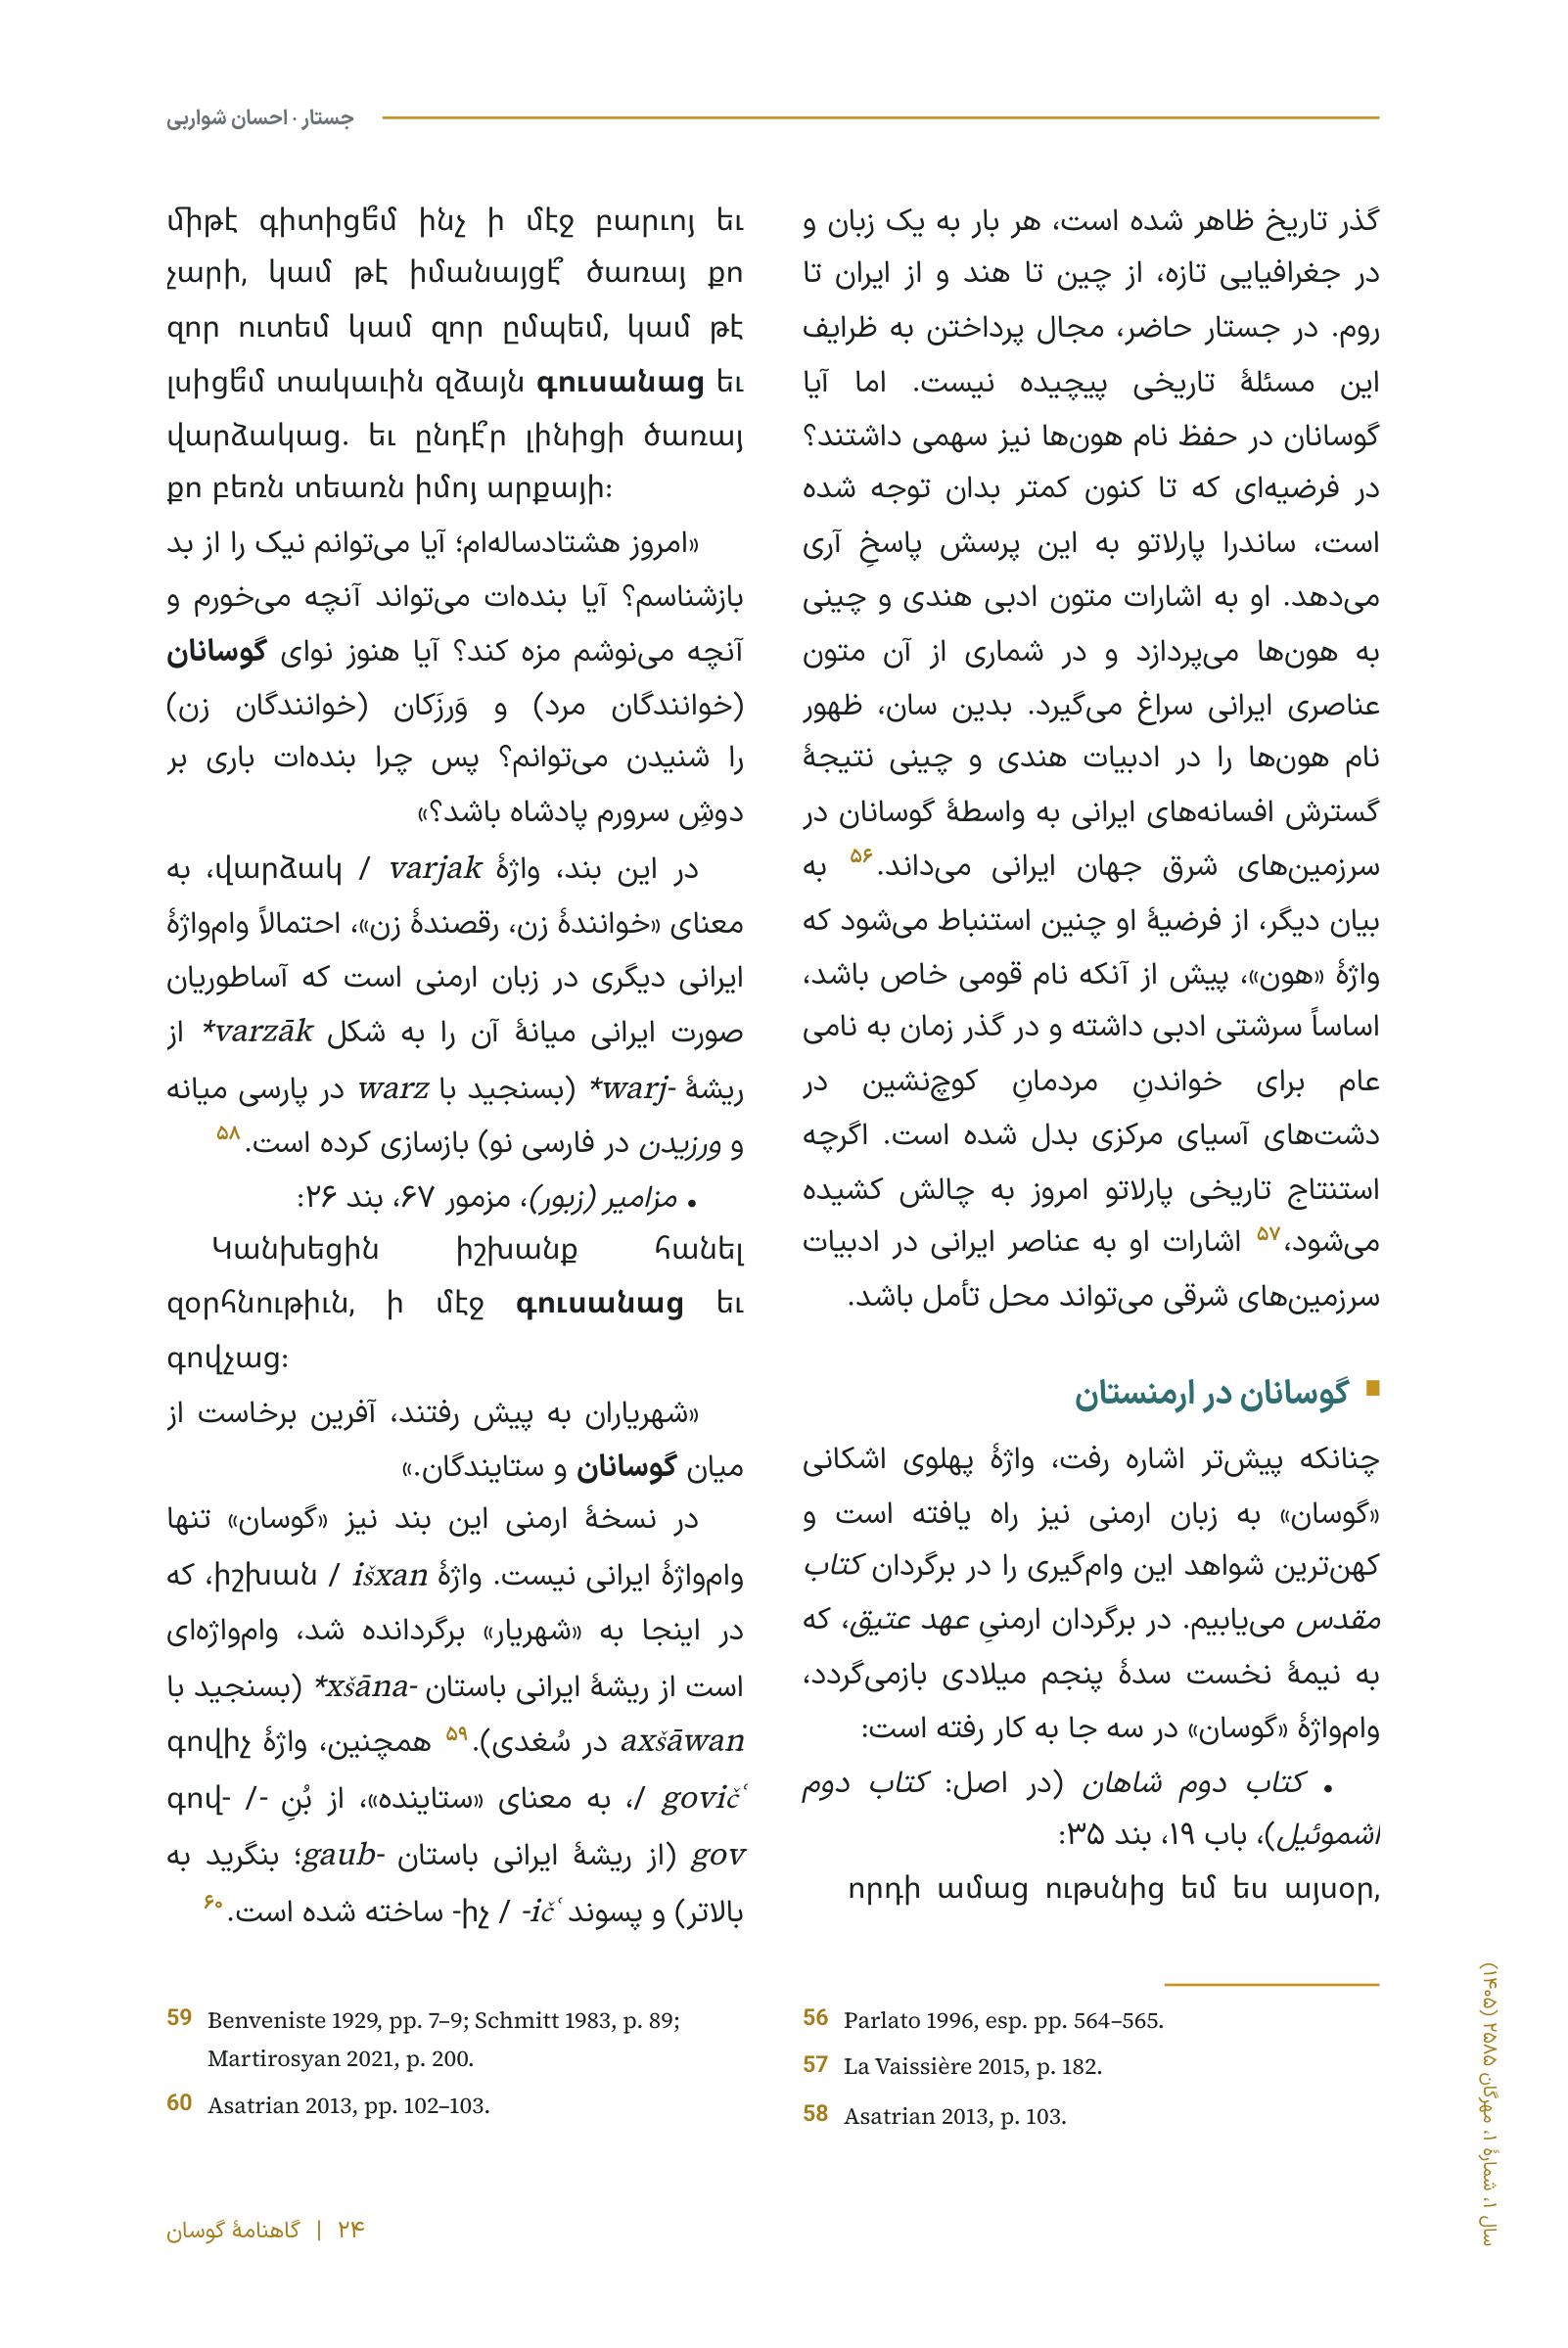 جستار · احسان شواربی
گذر تاریخ ظاهر شده است، هر بار به یک زبان و
در جغرافیایی تازه، از چین تا هند و از ایران تا
روم. در جستار حاضر، مجال پرداختن به ظرایف
این مسئلهٔ تاریخی پیچیده نیست. اما آیا
گوسانان در حفظ نام هون‌ها نیز سهمی داشتند؟
در فرضیه‌ای که تا کنون کمتر بدان توجه شده
است، ساندرا پارلاتو به این پرسش پاسخِ آری
می‌دهد. او به اشارات متون ادبی هندی و چینی
به هون‌ها می‌پردازد و در شماری از آن متون
عناصری ایرانی سراغ می‌گیرد. بدین سان، ظهور
نام هون‌ها را در ادبیات هندی و چینی نتیجهٔ
گسترش افسانه‌های ایرانی به واسطهٔ گوسانان در
سرزمین‌های شرق جهان ایرانی می‌داند.۵۶ به
بیان دیگر، از فرضیهٔ او چنین استنباط می‌شود که
واژهٔ «هون»، پیش از آنکه نام قومی خاص باشد،
اساساً سرشتی ادبی داشته و در گذر زمان به نامی
عام برای خواندنِ مردمانِ کوچ‌نشین در
دشت‌های آسیای مرکزی بدل شده است. اگرچه
استنتاج تاریخی پارلاتو امروز به چالش کشیده
می‌شود،۵۷ اشارات او به عناصر ایرانی در ادبیات
سرزمین‌های شرقی می‌تواند محل تأمل باشد.
گوسانان در ارمنستان
چنانکه پیش‌تر اشاره رفت، واژهٔ پهلوی اشکانی
«گوسان» به زبان ارمنی نیز راه یافته است و
کهن‌ترین شواهد این وام‌گیری را در برگردان کتاب
مقدس می‌یابیم. در برگردان ارمنیِ عهد عتیق، که
به نیمهٔ نخست سدهٔ پنجم میلادی بازمی‌گردد،
وام‌واژهٔ «گوسان» در سه جا به کار رفته است:
• کتاب دوم شاهان (در اصل: کتاب دوم
اشموئیل)، باب ۱۹، بند ۳۵:
որդի ամաց ութսնից եմ ես այսօր,
միթէ գիտիցե՞մ ինչ ի մէջ բարւոյ եւ
չարի, կամ թէ իմանայցէ՞ ծառայ քո
զոր ուտեմ կամ զոր ըմպեմ, կամ թէ
լսիցե՞մ տակաւին զձայն գուսանաց եւ
վարձակաց. եւ ընդէ՞ր լինիցի ծառայ
քո բեռն տեառն իմոյ արքայի։
«امروز هشتادساله‌ام؛ آیا می‌توانم نیک را از بد
بازشناسم؟ آیا بنده‌ات می‌تواند آنچه می‌خورم و
آنچه می‌نوشم مزه کند؟ آیا هنوز نوای گوسانان
(خوانندگان مرد) و وَرزَکان (خوانندگان زن)
را شنیدن می‌توانم؟ پس چرا بنده‌ات باری بر
دوشِ سرورم پادشاه باشد؟»
در این بند، واژهٔ varjak / վարձակ، به
معنای «خوانندهٔ زن، رقصندهٔ زن»، احتمالاً وام‌واژهٔ
ایرانی دیگری در زبان ارمنی است که آساطوریان
صورت ایرانی میانهٔ آن را به شکل *varzāk از
ریشهٔ *warj- (بسنجید با warz در پارسی میانه
و ورزیدن در فارسی نو) بازسازی کرده است.۵۸
• مزامیر (زبور)، مزمور ۶۷، بند ۲۶:
Կանխեցին իշխանք հանել
զօրհնութիւն, ի մէջ գուսանաց եւ
գովչաց։
«شهریاران به پیش رفتند، آفرین برخاست از
میان گوسانان و ستایندگان.»
در نسخهٔ ارمنی این بند نیز «گوسان» تنها
وام‌واژهٔ ایرانی نیست. واژهٔ išxan / իշխան، که
در اینجا به «شهریار» برگردانده شد، وام‌واژه‌ای
است از ریشهٔ ایرانی باستان *xšāna- (بسنجید با
axšāwan در سُغدی).۵۹ همچنین، واژهٔ գովիչ
govičʿ /، به معنای «ستاینده»، از بُنِ -/ գով-
gov (از ریشهٔ ایرانی باستان gaub-؛ بنگرید به
بالاتر) و پسوند -ičʿ / -իչ ساخته شده است.۶۰
56 Parlato 1996, esp. pp. 564–565.
57 La Vaissière 2015, p. 182.
58 Asatrian 2013, p. 103.
59 Benveniste 1929, pp. 7–9; Schmitt 1983, p. 89;
Martirosyan 2021, p. 200.
60 Asatrian 2013, pp. 102–103.
سال ۱، شمارهٔ ۱، مهرگان ۲۵۸۵ (۱۴۰۵)
۲۴ | گاهنامهٔ گوسان